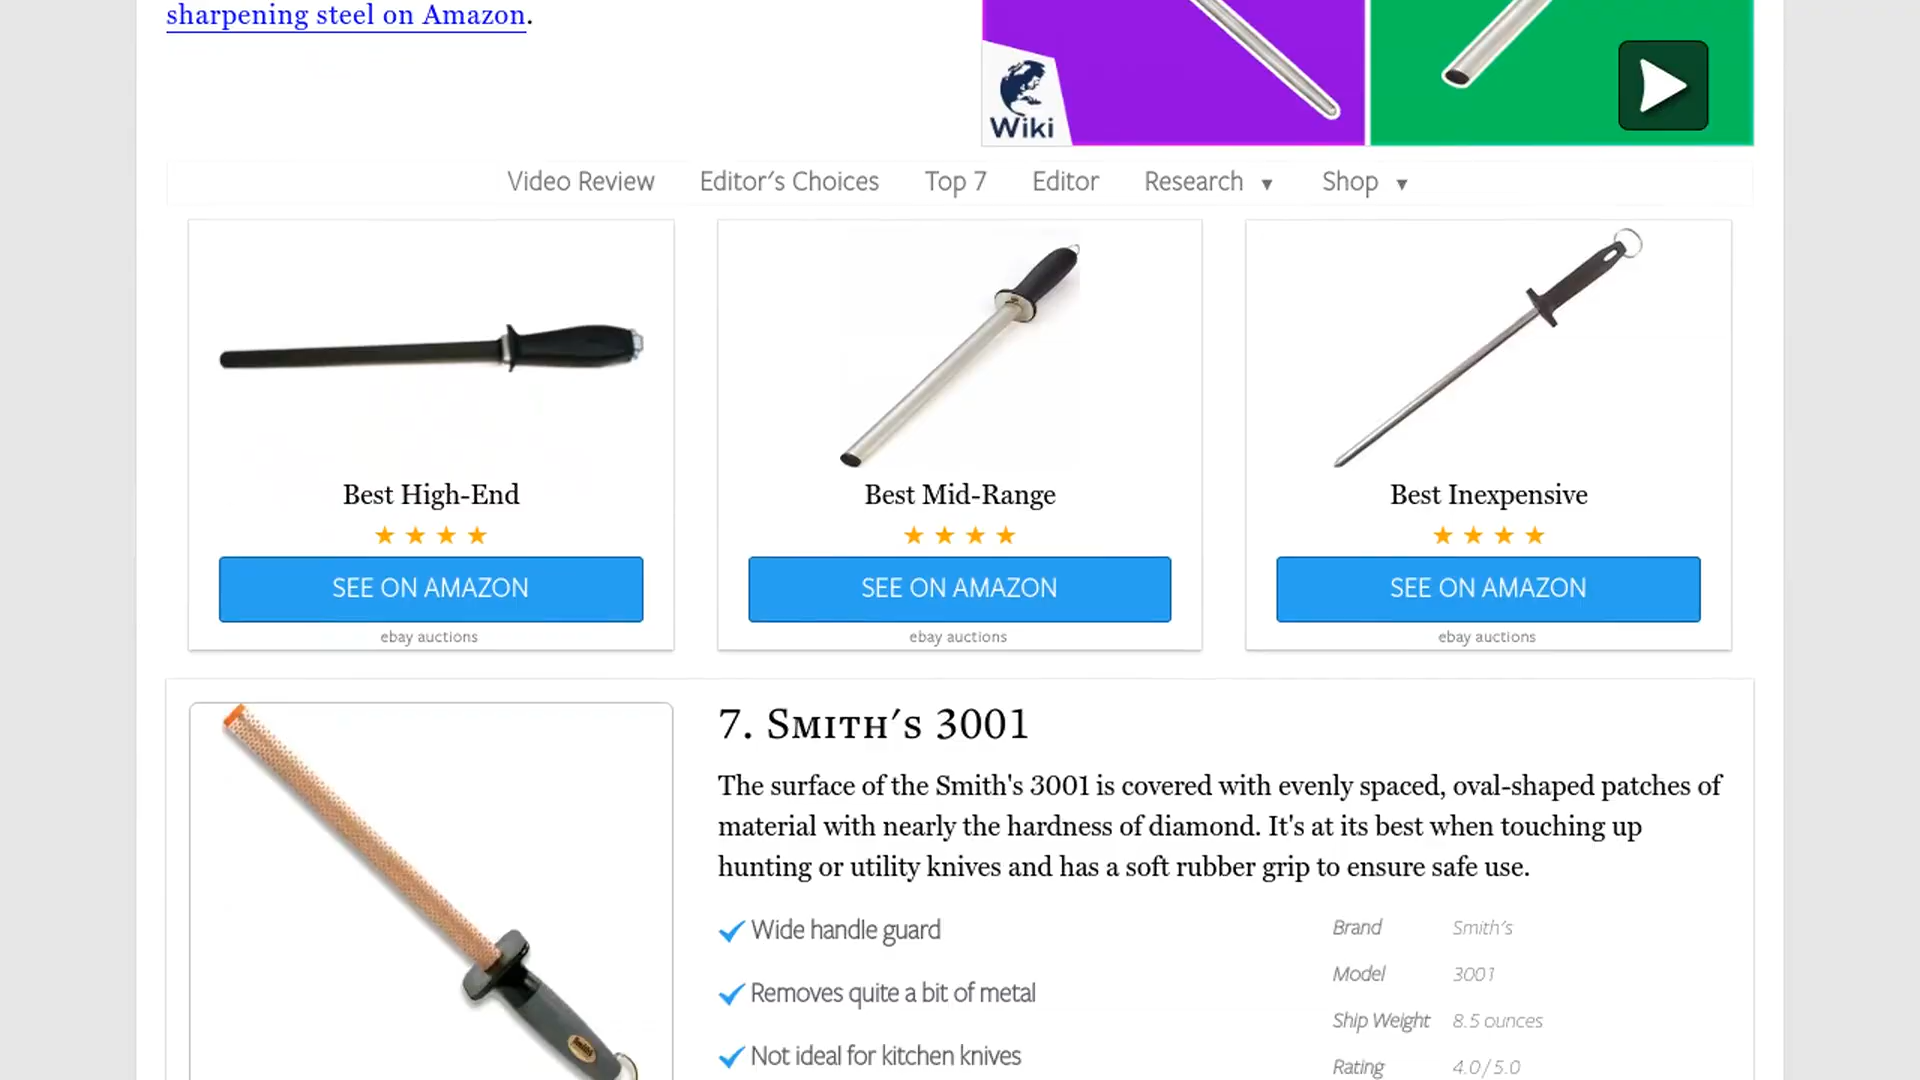 sharpening steel on Amazon.
Wiki
Video Review Editor's Choices Top 7 Editor Research ▼ Shop ▼
Best High-End
★ ★ ★ ★
SEE ON AMAZON
ebay auctions
Best Mid-Range
★ ★ ★ ★
SEE ON AMAZON
ebay auctions
Best Inexpensive
★ ★ ★ ★
SEE ON AMAZON
ebay auctions
7. Smith's 3001
The surface of the Smith's 3001 is covered with evenly spaced, oval-shaped patches of
material with nearly the hardness of diamond. It's at its best when touching up
hunting or utility knives and has a soft rubber grip to ensure safe use.
Wide handle guard
Removes quite a bit of metal
Not ideal for kitchen knives
Brand Smith's
Model 3001
Ship Weight 8.5 ounces
Rating 4.0/5.0